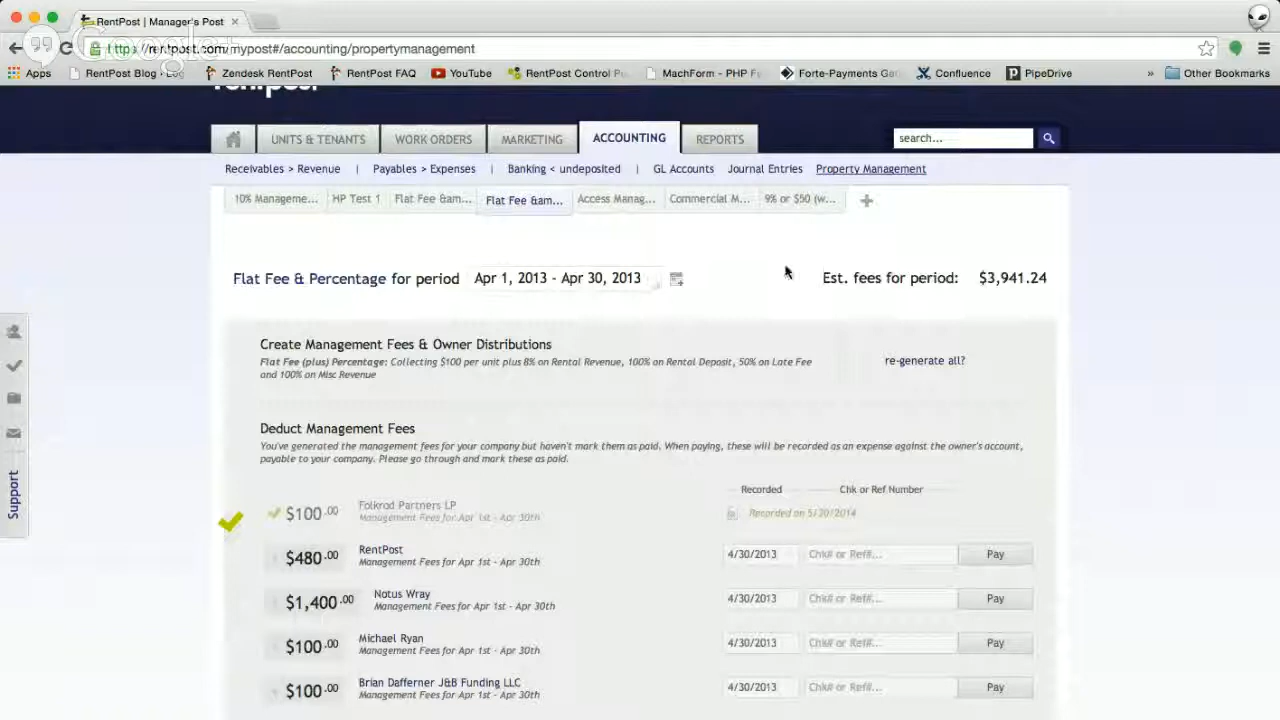 RentPost | Manager's Post
Google+
https://rentpost.com/mypost#/accounting/propertymanagement
Apps
RentPost Blog
Zendesk RentPost
RentPost FAQ
YouTube
RentPost Control
MachForm - PHP
Forte-Payments
Confluence
PipeDrive
»
Other Bookmarks
rentpost
UNITS & TENANTS
WORK ORDERS
MARKETING
ACCOUNTING
REPORTS
search...
Receivables > Revenue | Payables > Expenses | Banking < undeposited | GL Accounts Journal Entries Property Management
10% Manageme... HP Test 1 Flat Fee &am... Flat Fee &am... Access Manag... Commercial M... 9% or $50 (w...
Flat Fee & Percentage for period Apr 1, 2013 - Apr 30, 2013 Est. fees for period: $3,941.24
Create Management Fees & Owner Distributions
Flat Fee (plus) Percentage: Collecting $100 per unit plus 8% on Rental Revenue, 100% on Rental Deposit, 50% on Late Fee
and 100% on Misc Revenue
re-generate all?
Deduct Management Fees
You've generated the management fees for your company but haven't mark them as paid. When paying, these will be recorded as an expense against the owner's account,
payable to your company. Please go through and mark these as paid.
Recorded Chk or Ref Number
$100.00 Folkrod Partners LP
Management Fees for Apr 1st - Apr 30th
Recorded on 5/30/2014
$480.00 RentPost
Management Fees for Apr 1st - Apr 30th
4/30/2013 Chk# or Ref#... Pay
$1,400.00 Notus Wray
Management Fees for Apr 1st - Apr 30th
4/30/2013 Chk# or Ref#... Pay
$100.00 Michael Ryan
Management Fees for Apr 1st - Apr 30th
4/30/2013 Chk# or Ref#... Pay
$100.00 Brian Dafferner J&B Funding LLC
Management Fees for Apr 1st - Apr 30th
4/30/2013 Chk# or Ref#... Pay
Support